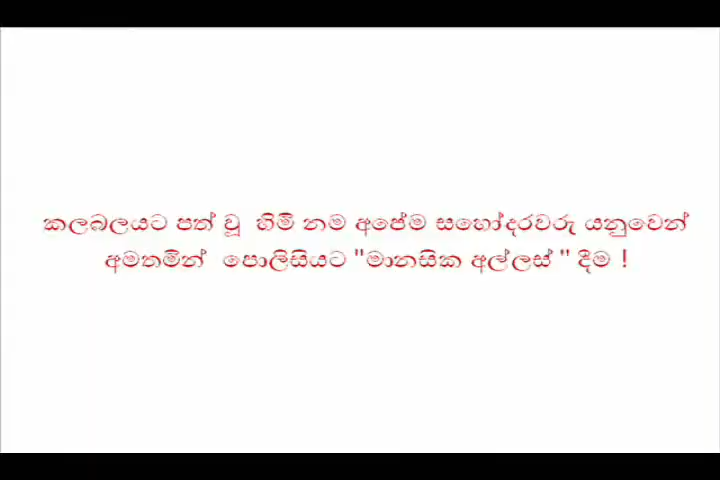 කලබලයට පත් වූ  හිමි නම අපේම සහෝදරවරු යනුවෙන්
අමතමින්  පොලිසියට "මානසික අල්ලස් " දීම !